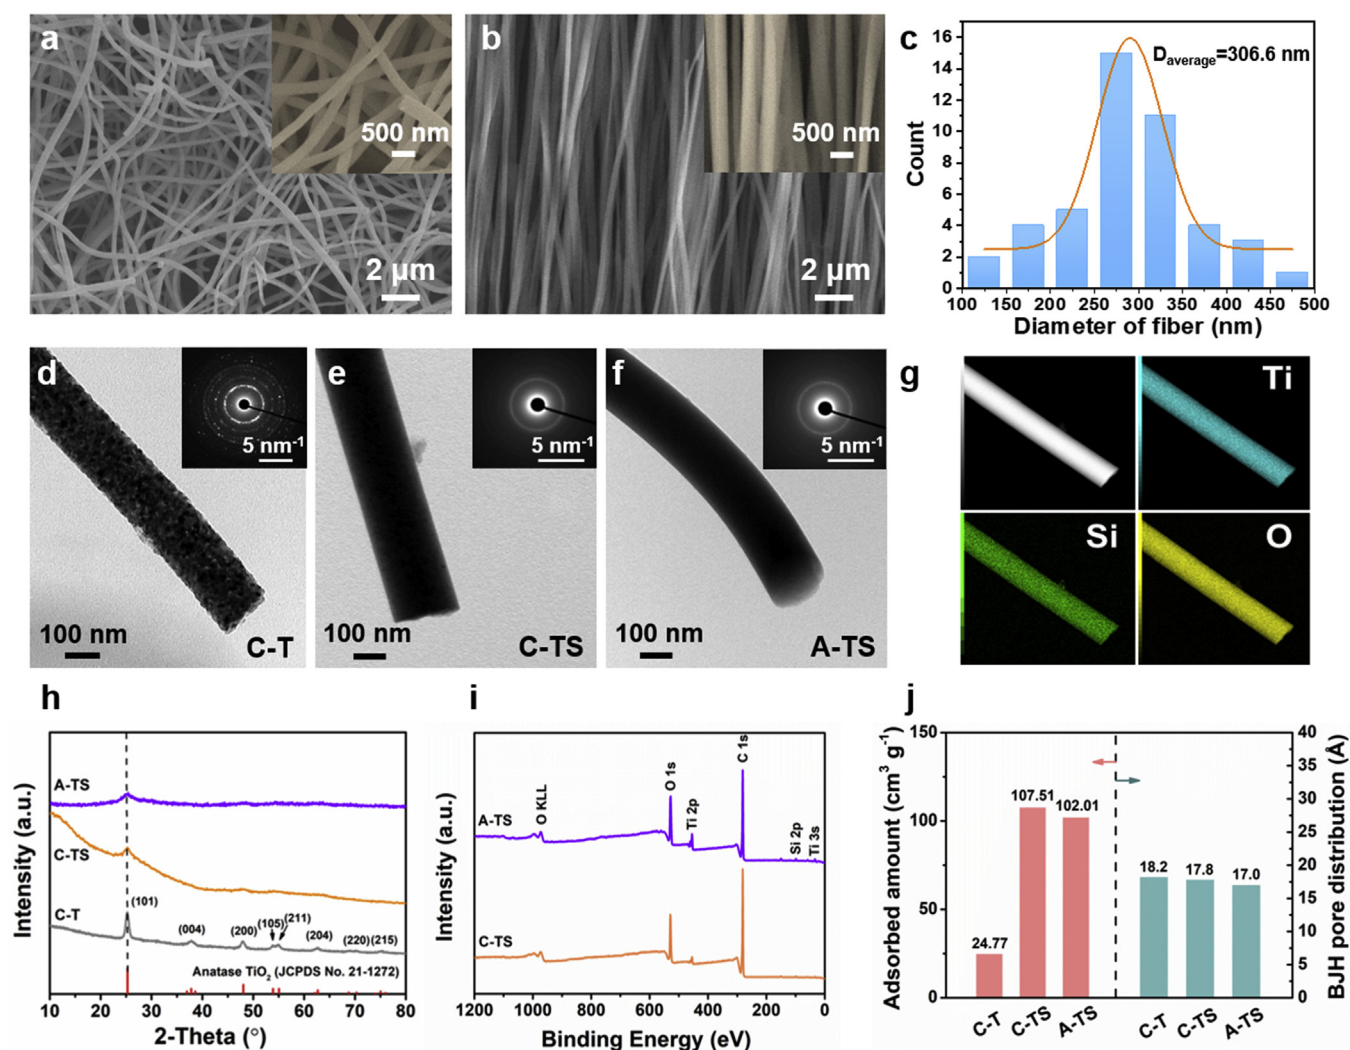 a
500 nm
2 μm
b
500 nm
2 μm
c
D_average=306.6 nm
Count
16
14
12
10
8
6
4
2
0
100 150 200 250 300 350 400 450 500
Diameter of fiber (nm)
d
5 nm⁻¹
100 nm
C-T
e
5 nm⁻¹
100 nm
C-TS
f
5 nm⁻¹
100 nm
A-TS
g
Ti
Si
O
h
Intensity (a.u.)
A-TS
C-TS
C-T
(101)
(004)
(200)
(105)
(211)
(204)
(220)
(215)
Anatase TiO₂ (JCPDS No. 21-1272)
10 20 30 40 50 60 70 80
2-Theta (°)
i
Intensity (a.u.)
A-TS
C-TS
O KLL
O 1s
Ti 2p
C 1s
Si 2p
Ti 3s
1200 1000 800 600 400 200 0
Binding Energy (eV)
j
Adsorbed amount (cm³ g⁻¹)
150
100
50
0
24.77
107.51
102.01
18.2
17.8
17.0
40
35
30
25
20
15
10
5
0
BJH pore distribution (Å)
C-T C-TS A-TS C-T C-TS A-TS